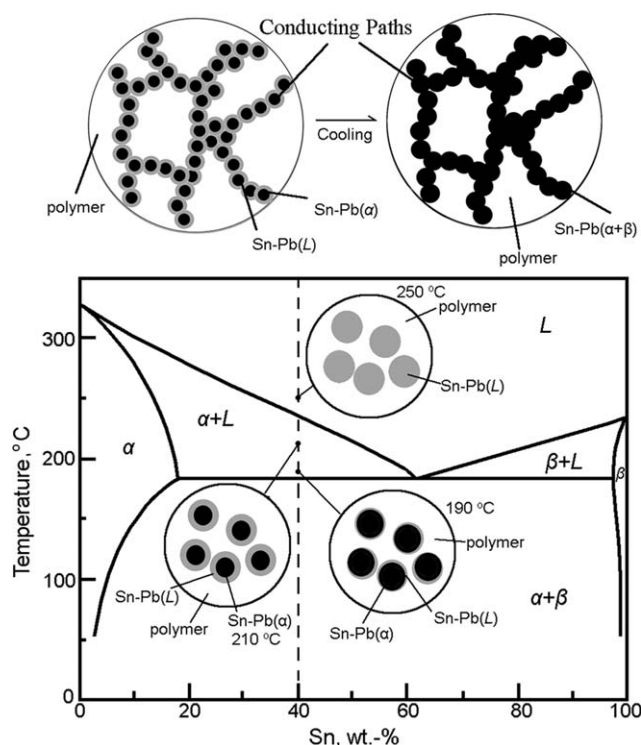 Conducting Paths
Cooling
polymer
Sn-Pb(α)
Sn-Pb(L)
Sn-Pb(α+β)
polymer
250 °C
polymer
L
Sn-Pb(L)
α+L
α
β+L
β
190 °C
polymer
Sn-Pb(L)
Sn-Pb(α)
Sn-Pb(L)
Sn-Pb(α)
polymer
210 °C
α+β
Temperature,°C
300
200
100
0
0
20
40
60
80
100
Sn, wt.-%